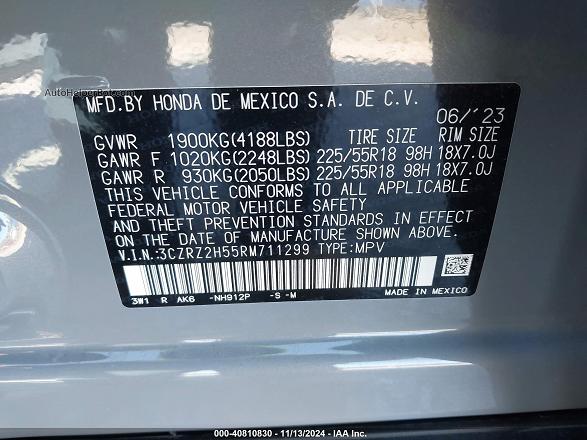 AutoHelperBot.com
MFD.BY HONDA DE MEXICO S.A. DE C.V.
06/'23
GVWR 1900KG(4188LBS) TIRE SIZE RIM SIZE
GAWR F 1020KG(2248LBS) 225/55R18 98H 18X7.0J
GAWR R 930KG(2050LBS) 225/55R18 98H 18X7.0J
THIS VEHICLE CONFORMS TO ALL APPLICABLE
FEDERAL MOTOR VEHICLE SAFETY
AND THEFT PREVENTION STANDARDS IN EFFECT
ON THE DATE OF MANUFACTURE SHOWN ABOVE.
V.I.N.:3CZRZ2H55RM711299 TYPE:MPV
3W1 R AK6 -NH912P -S -M MADE IN MEXICO
000-40810830 - 11/13/2024 - IAA Inc.